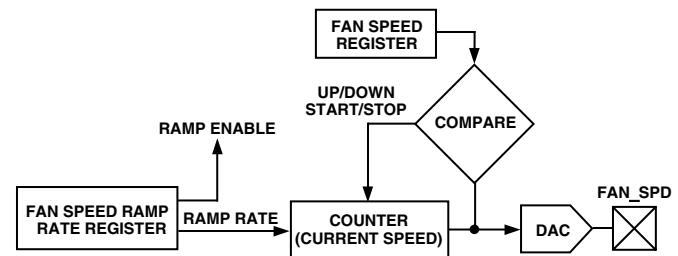 FAN SPEED
REGISTER
UP/DOWN
START/STOP
COMPARE
RAMP ENABLE
FAN_SPD
FAN SPEED RAMP
RATE REGISTER
RAMP RATE
COUNTER
(CURRENT SPEED)
DAC